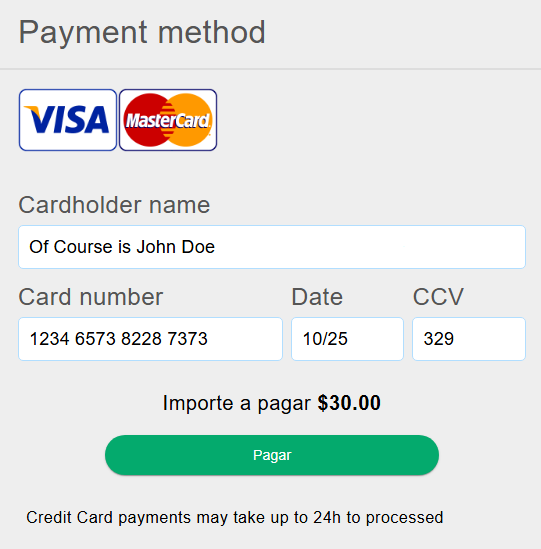 Payment method
VISA MasterCard
Cardholder name
Of Course is John Doe
Card number Date CCV
1234 6573 8228 7373 10/25 329
Importe a pagar $30.00
Pagar
Credit Card payments may take up to 24h to processed